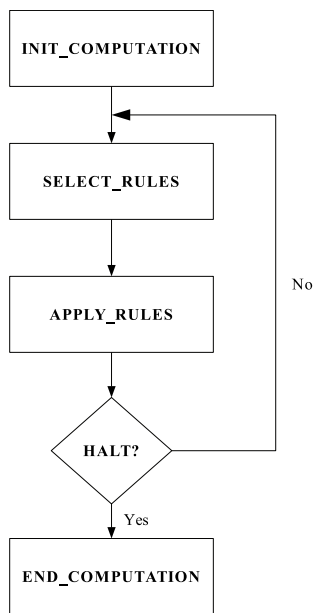 INIT_COMPUTATION
SELECT_RULES
No
APPLY_RULES
HALT?
Yes
END_COMPUTATION